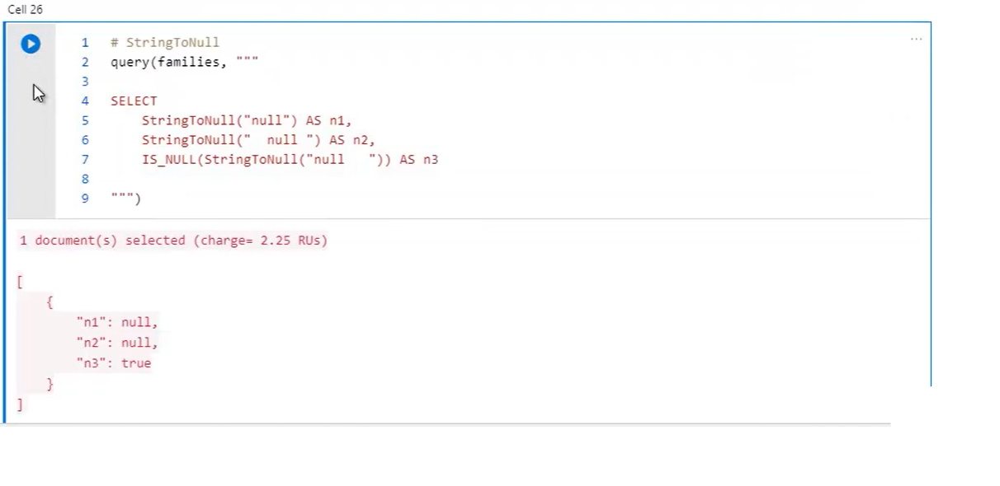 Cell 26
1 # StringToNull
2 query(families, """
3
4 SELECT
5     StringToNull("null") AS n1,
6     StringToNull("  null ") AS n2,
7     IS_NULL(StringToNull("null   ")) AS n3
8
9 """)
1 document(s) selected (charge= 2.25 RUs)
[
    {
        "n1": null,
        "n2": null,
        "n3": true
    }
]